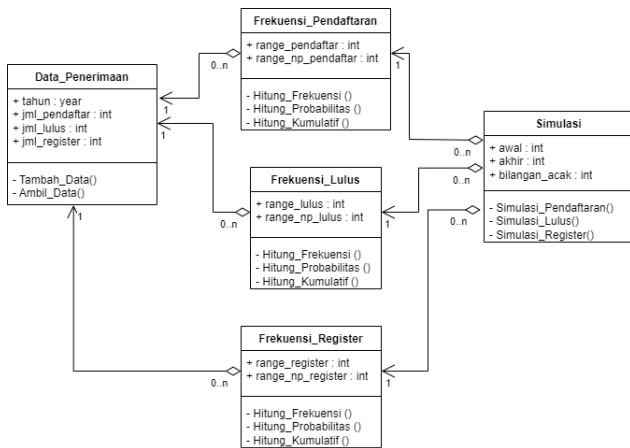 Frekuensi_Pendaftaran
+ range_pendaftar : int
+ range_np_pendaftar : int
- Hitung_Frekuensi ()
- Hitung_Probabilitas ()
- Hitung_Kumulatif ()
0..n
1
1
Data_Penerimaan
+ tahun : year
+ jml_pendaftar : int
+ jml_lulus : int
+ jml_register : int
- Tambah_Data()
- Ambil_Data()
1
1
Simulasi
+ awal : int
+ akhir : int
+ bilangan_acak : int
- Simulasi_Pendaftaran()
- Simulasi_Lulus()
- Simulasi_Register()
0..n
0..n
0..n
Frekuensi_Lulus
+ range_lulus : int
+ range_np_lulus : int
- Hitung_Frekuensi ()
- Hitung_Probabilitas ()
- Hitung_Kumulatif ()
0..n
1
Frekuensi_Register
+ range_register : int
+ range_np_register : int
- Hitung_Frekuensi ()
- Hitung_Probabilitas ()
- Hitung_Kumulatif ()
0..n
1